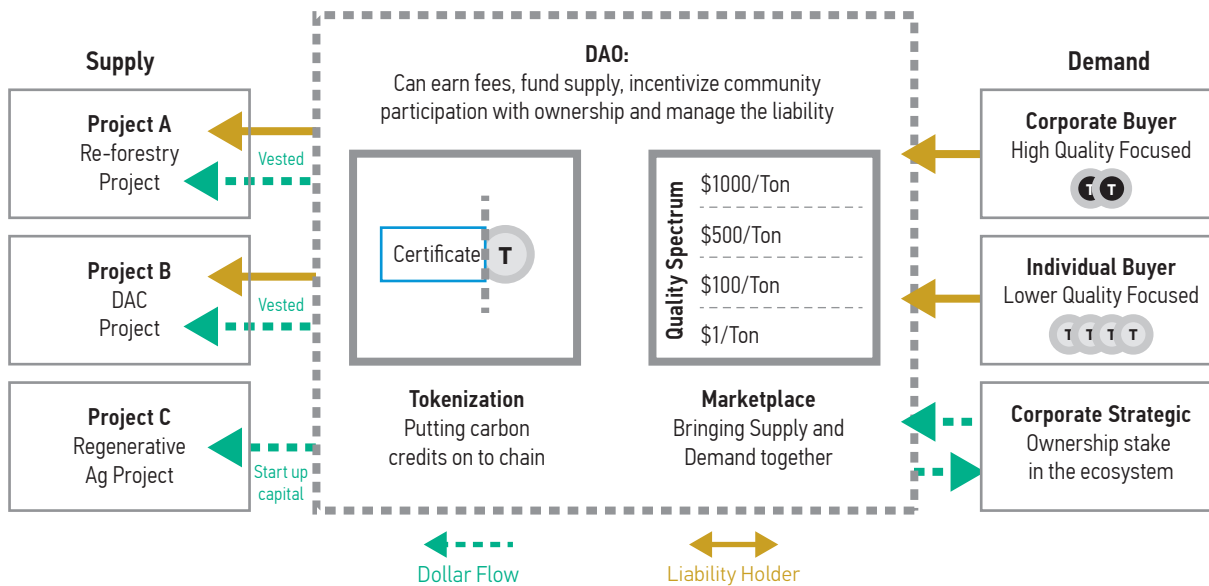 Supply
Project A
Re-forestry
Project
Vested
Project B
DAC
Project
Vested
Project C
Regenerative
Ag Project
Start up
capital
DAO:
Can earn fees, fund supply, incentivize community
participation with ownership and manage the liability
Certificate
T
Tokenization
Putting carbon
credits on to chain
Quality Spectrum
$1000/Ton
$500/Ton
$100/Ton
$1/Ton
Marketplace
Bringing Supply and
Demand together
Demand
Corporate Buyer
High Quality Focused
T T
Individual Buyer
Lower Quality Focused
T T T T
Corporate Strategic
Ownership stake
in the ecosystem
Dollar Flow
Liability Holder